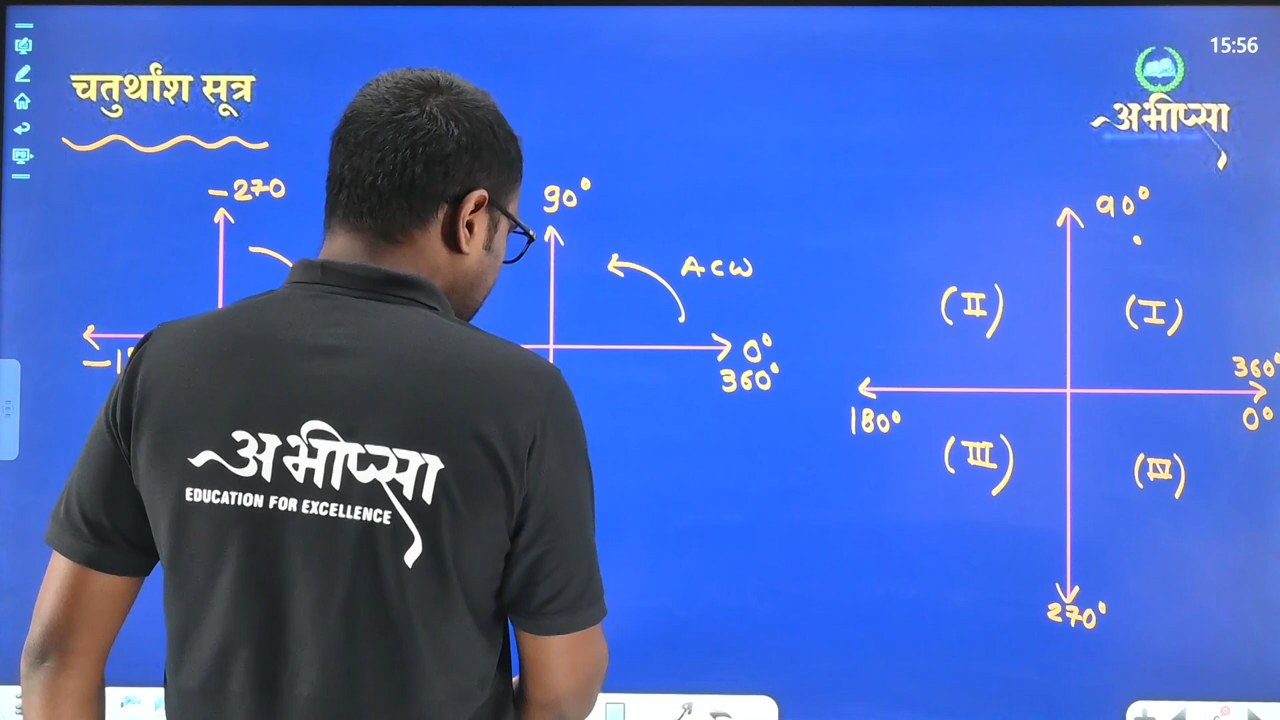 15:56
चतुर्थांश सूत्र
अभीप्सा
-270
90°
90°
ACW
(II)
(I)
0°
360°
360°
0°
180°
(III)
(IV)
270°
अभीप्सा
EDUCATION FOR EXCELLENCE